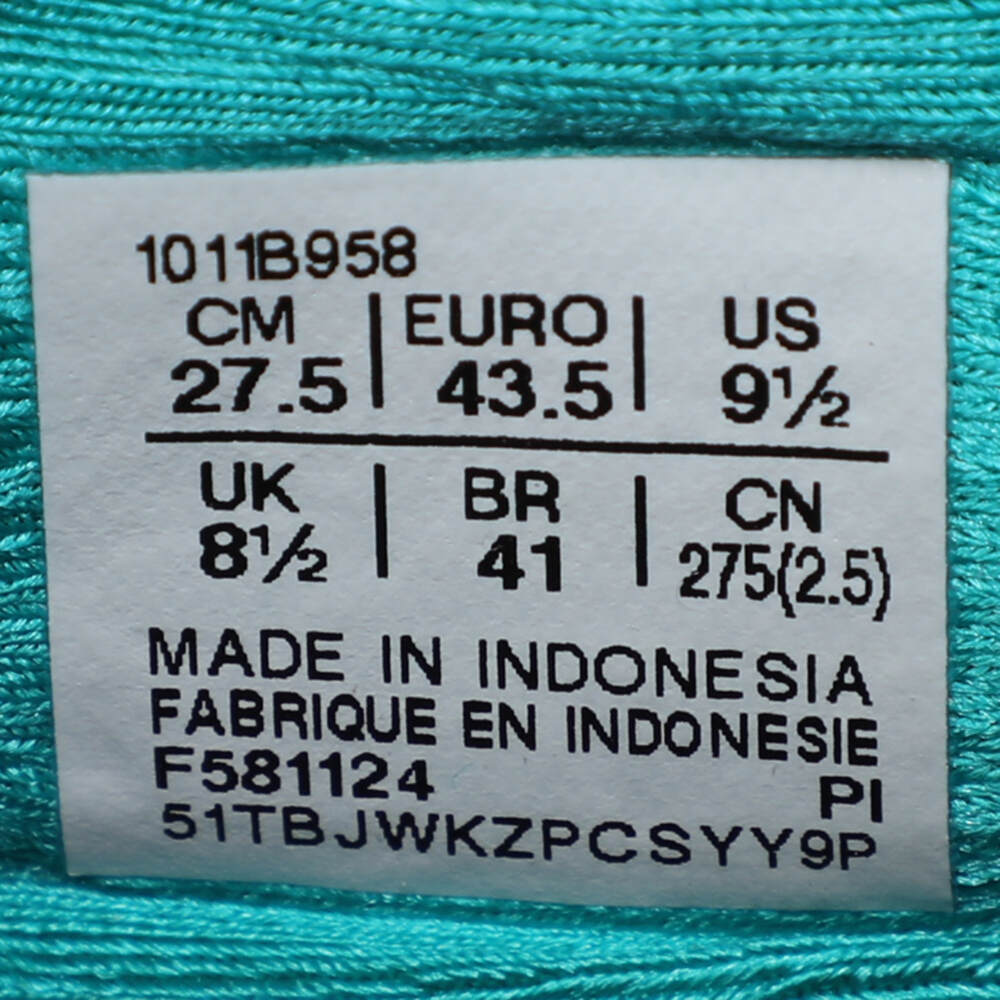 1011B958
CM | EURO | US
27.5 | 43.5 | 9½
UK | BR | CN
8½ | 41 | 275(2.5)
MADE IN INDONESIA
FABRIQUE EN INDONESIE
F581124 PI
51TBJWKZPCSYY9P